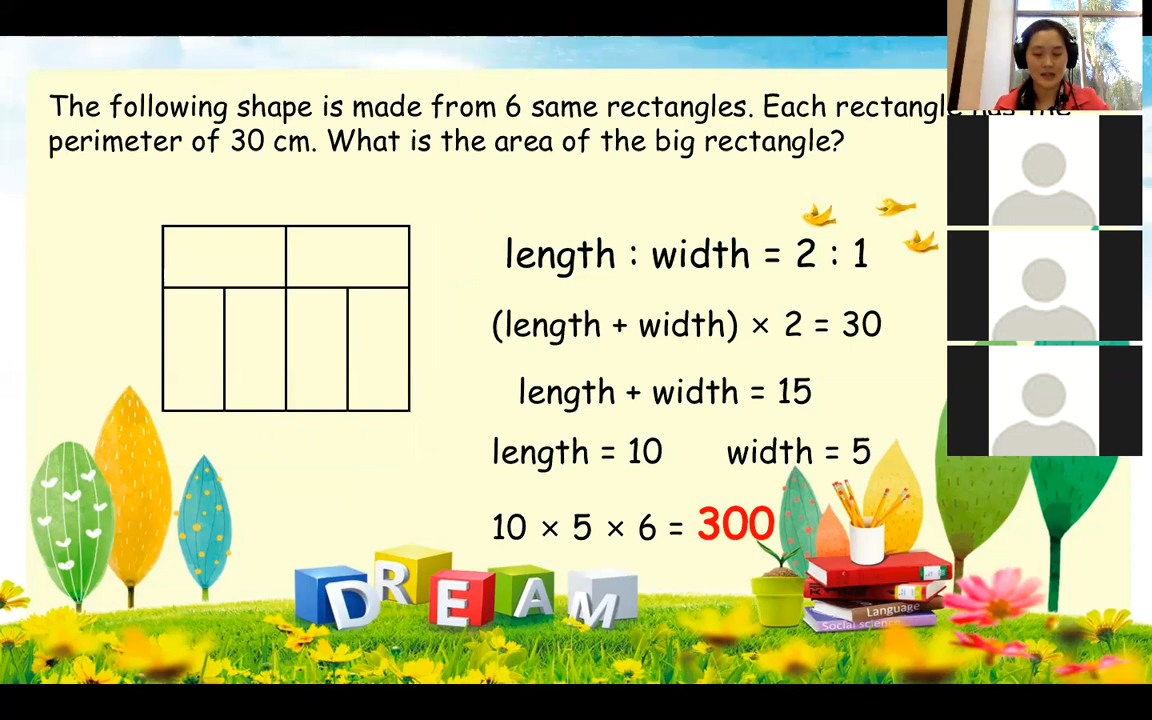 The following shape is made from 6 same rectangles. Each rectangle has the
perimeter of 30 cm. What is the area of the big rectangle?
length : width = 2 : 1
(length + width) × 2 = 30
length + width = 15
length = 10 width = 5
10 × 5 × 6 = 300
DREAM
Language
Social science